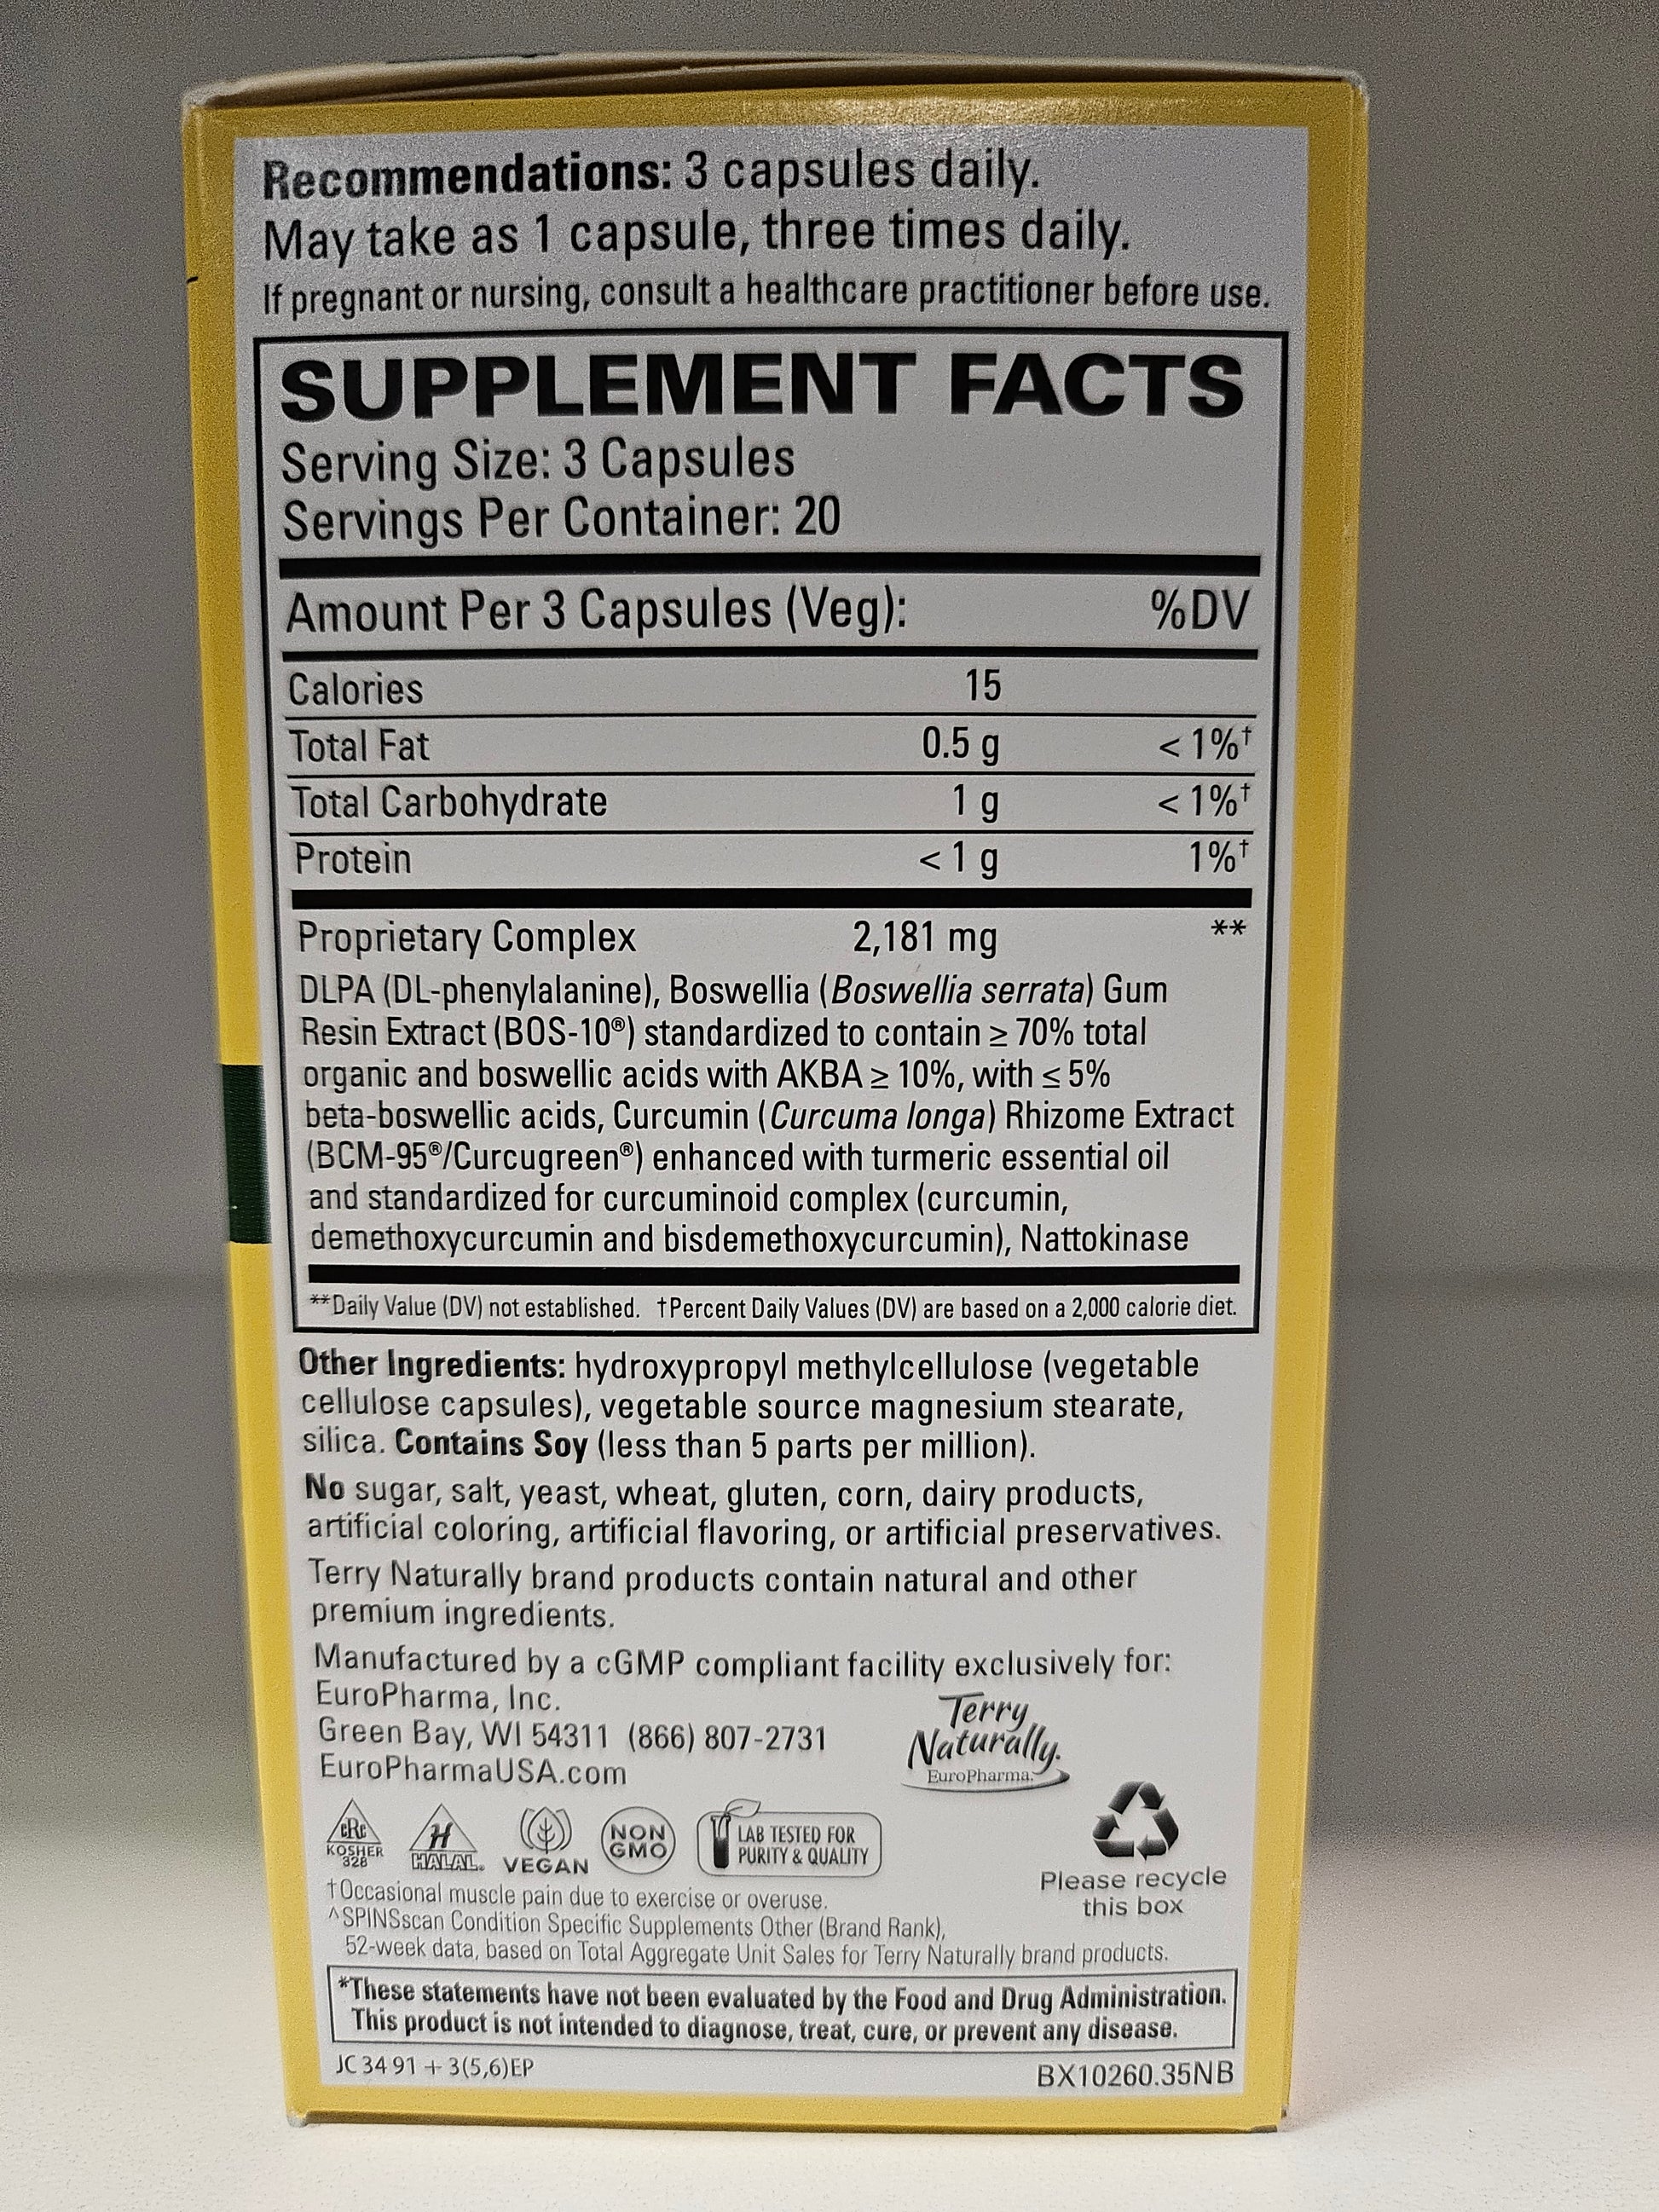 Recommendations: 3 capsules daily.
May take as 1 capsule, three times daily.
If pregnant or nursing, consult a healthcare practitioner before use.
SUPPLEMENT FACTS
Serving Size: 3 Capsules
Servings Per Container: 20
Amount Per 3 Capsules (Veg): %DV
Calories 15
Total Fat 0.5 g < 1%†
Total Carbohydrate 1 g < 1%†
Protein < 1 g 1%†
Proprietary Complex 2,181 mg **
DLPA (DL-phenylalanine), Boswellia (Boswellia serrata) Gum
Resin Extract (BOS-10®) standardized to contain ≥ 70% total
organic and boswellic acids with AKBA ≥ 10%, with ≤ 5%
beta-boswellic acids, Curcumin (Curcuma longa) Rhizome Extract
(BCM-95®/Curcugreen®) enhanced with turmeric essential oil
and standardized for curcuminoid complex (curcumin,
demethoxycurcumin and bisdemethoxycurcumin), Nattokinase
**Daily Value (DV) not established. †Percent Daily Values (DV) are based on a 2,000 calorie diet.
Other Ingredients: hydroxypropyl methylcellulose (vegetable
cellulose capsules), vegetable source magnesium stearate,
silica. Contains Soy (less than 5 parts per million).
No sugar, salt, yeast, wheat, gluten, corn, dairy products,
artificial coloring, artificial flavoring, or artificial preservatives.
Terry Naturally brand products contain natural and other
premium ingredients.
Manufactured by a cGMP compliant facility exclusively for:
EuroPharma, Inc.
Green Bay, WI 54311 (866) 807-2731
EuroPharmaUSA.com
Terry
Naturally.
EuroPharma.
cRc
KOSHER
328
H
HALAL
VEGAN
NON
GMO
LAB TESTED FOR
PURITY & QUALITY
Please recycle
this box
†Occasional muscle pain due to exercise or overuse.
^SPINSscan Condition Specific Supplements Other (Brand Rank),
52-week data, based on Total Aggregate Unit Sales for Terry Naturally brand products.
*These statements have not been evaluated by the Food and Drug Administration.
This product is not intended to diagnose, treat, cure, or prevent any disease.
JC 34 91 + 3(5,6)EP
BX10260.35NB